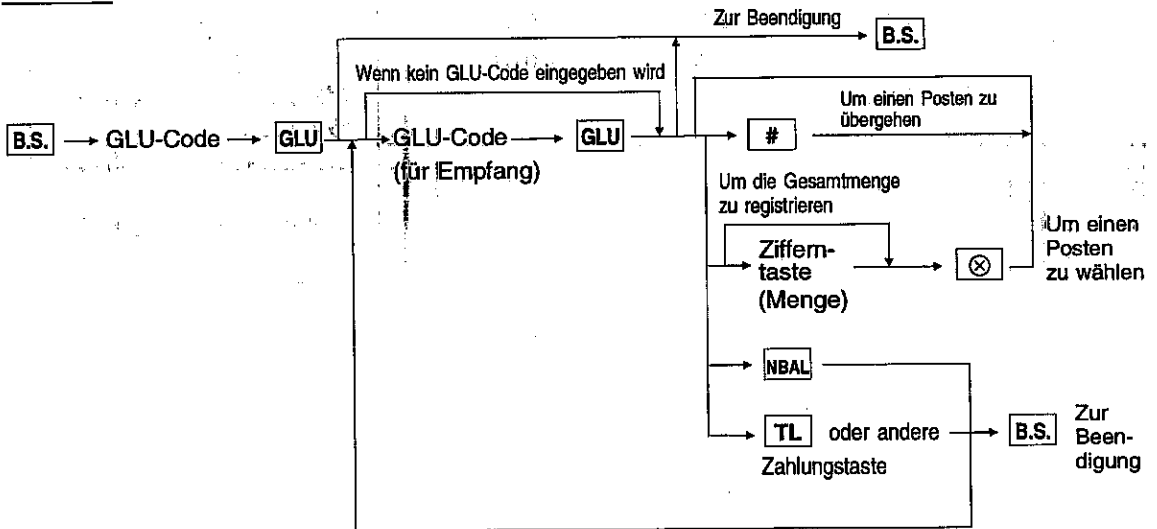 Zur Beendigung
B.S.
Wenn kein GLU-Code eingegeben wird
B.S.
GLU-Code
GLU
GLU-Code
(für Empfang)
GLU
#
Um einen Posten zu
übergehen
Um die Gesamtmenge
zu registrieren
Ziffern-
taste
(Menge)
⊗
Um einen
Posten
zu wählen
NBAL
TL oder andere
Zahlungstaste
B.S.
Zur
Been-
digung